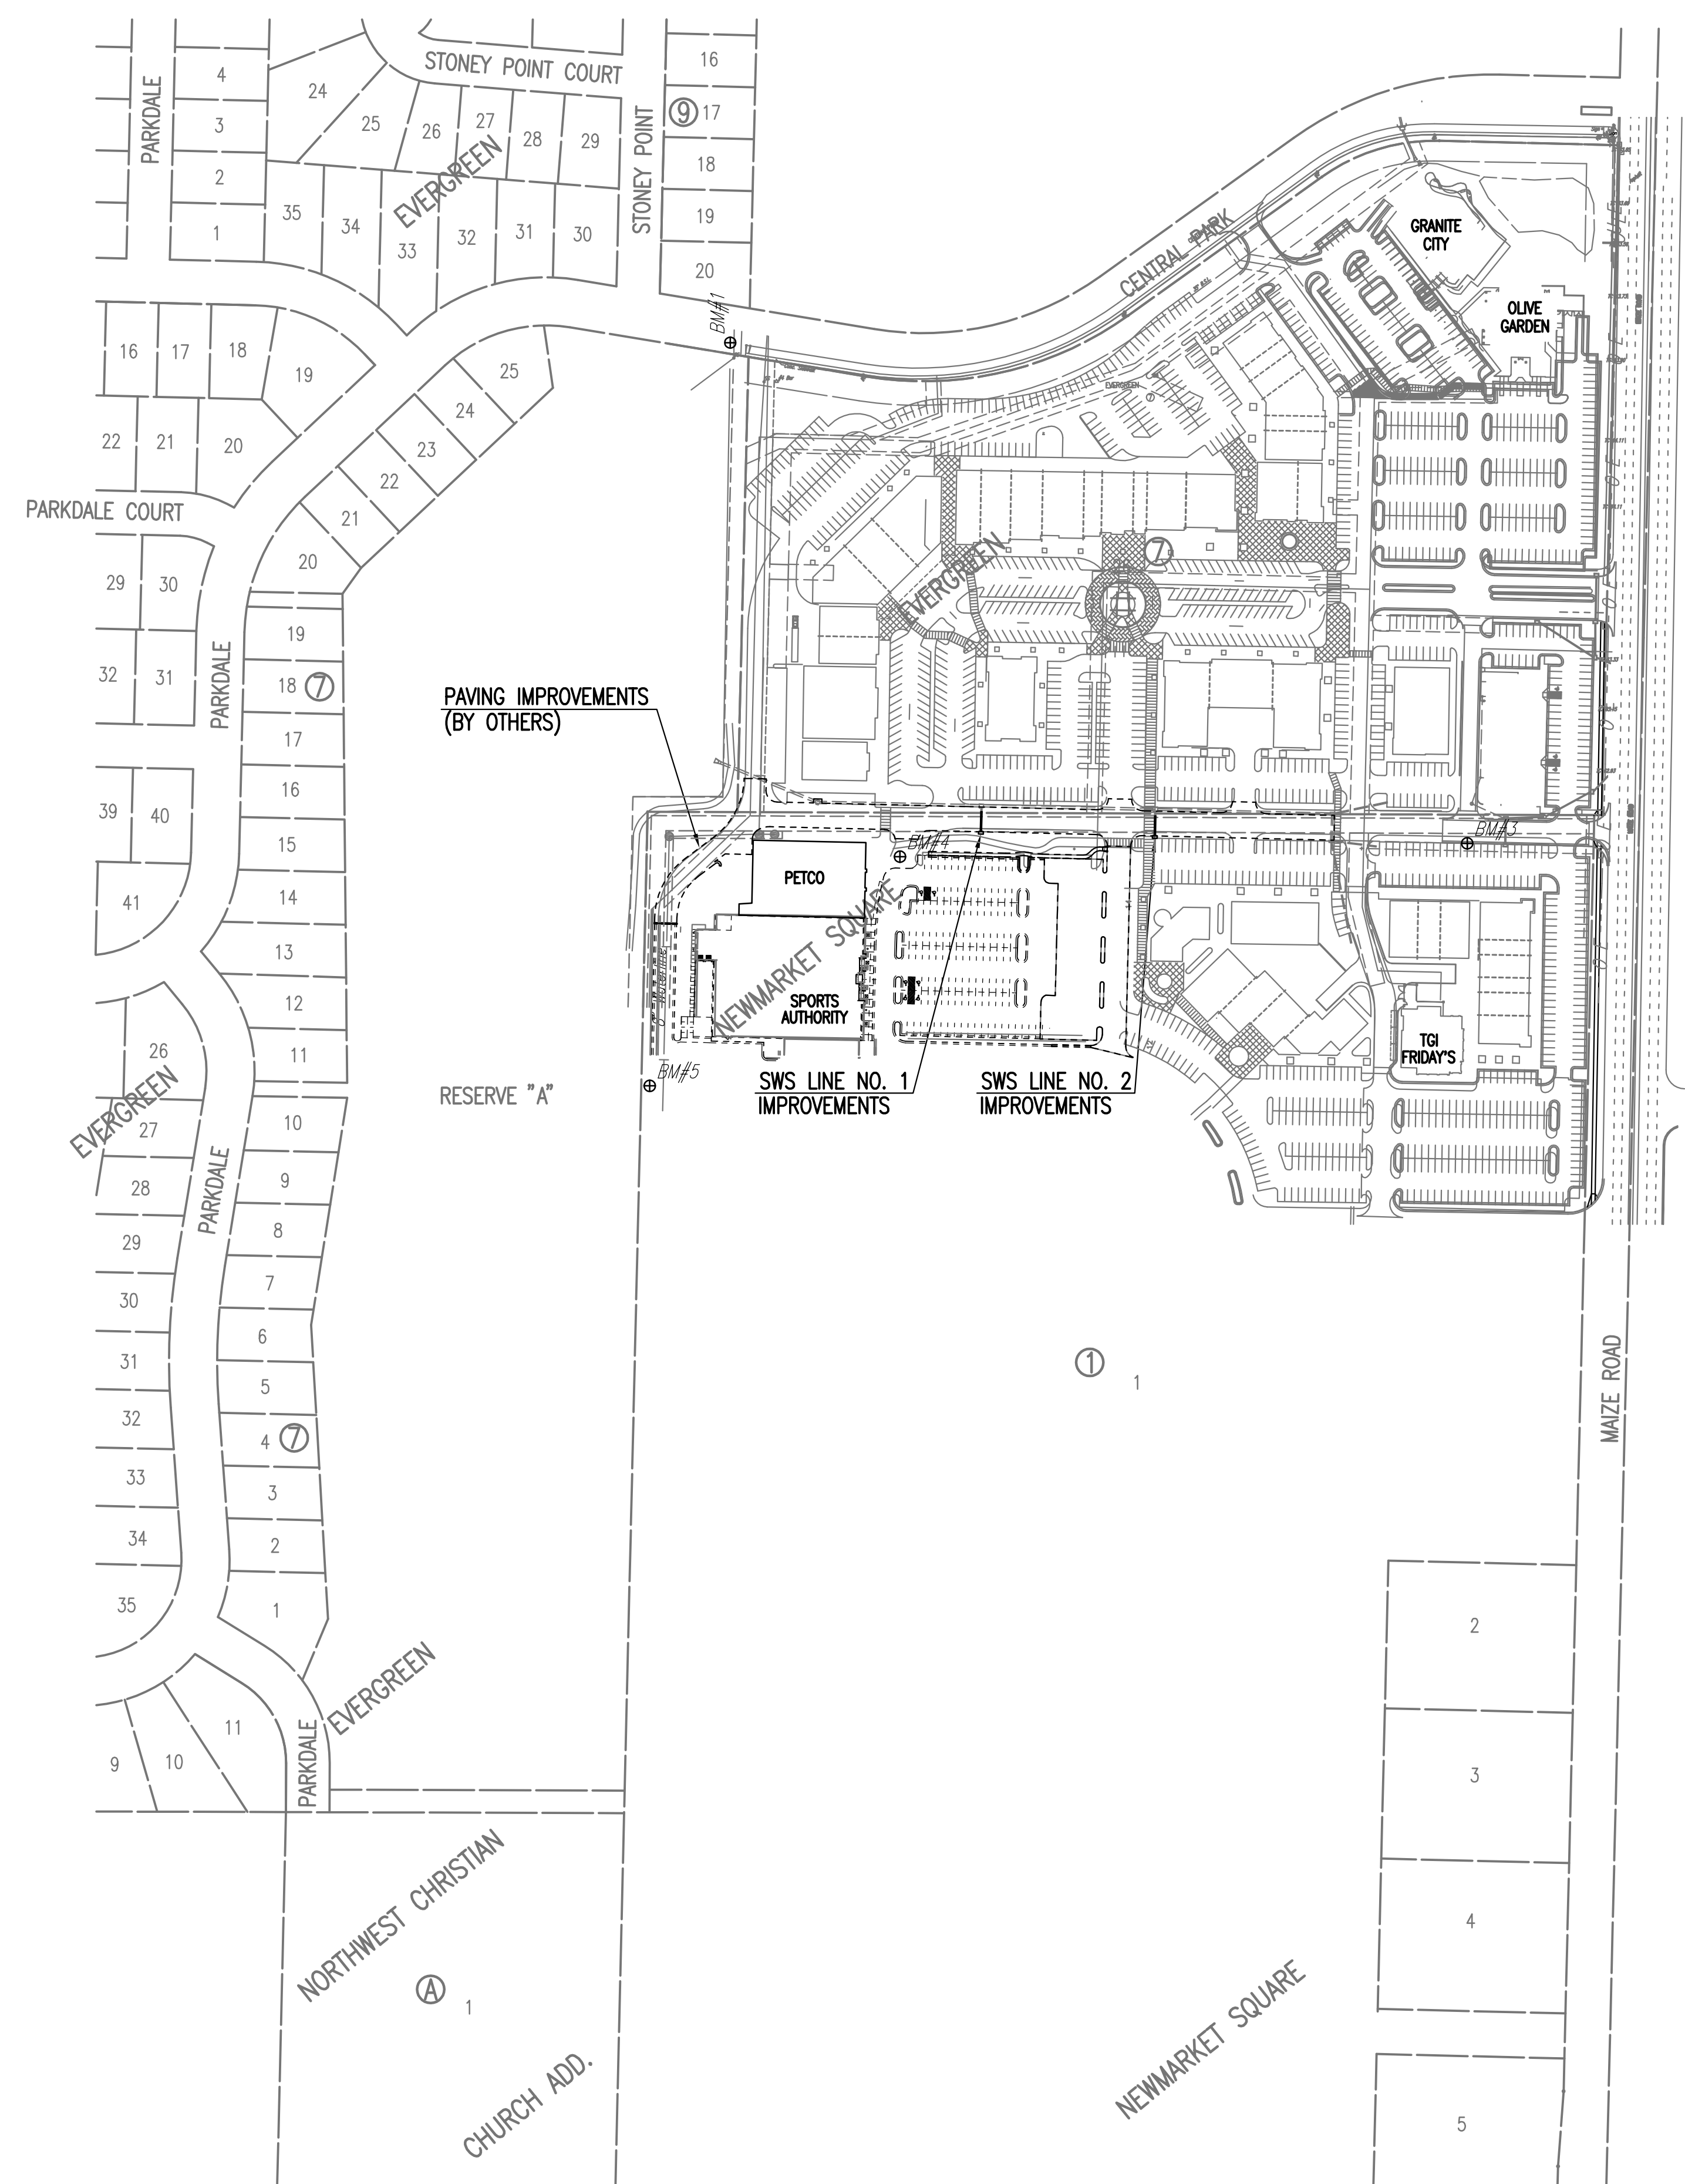 STONEY POINT COURT
PARKDALE
4
3
2
1
24
25
26
27
28
29
EVERGREEN
35
34
33
32
31
30
STONEY POINT
16
9
17
18
19
20
BM#1
CENTRAL PARK
GRANITE
CITY
OLIVE
GARDEN
16
17
18
19
22
21
20
25
24
23
22
21
20
PARKDALE COURT
29
30
32
31
PARKDALE
19
18
7
17
16
15
14
13
12
11
39
40
41
EVERGREEN
7
EVERGREEN
7
PAVING IMPROVEMENTS
(BY OTHERS)
BM#4
BM#3
PETCO
NEWMARKET SQUARE
SPORTS
AUTHORITY
TGI
FRIDAY'S
BM#5
SWS LINE NO. 1
IMPROVEMENTS
SWS LINE NO. 2
IMPROVEMENTS
RESERVE "A"
26
EVERGREEN
27
28
29
30
31
32
33
34
35
PARKDALE
10
9
8
7
6
5
4
7
3
2
1
1
1
MAIZE ROAD
EVERGREEN
PARKDALE
9
10
11
NORTHWEST CHRISTIAN
A
1
CHURCH ADD.
NEWMARKET SQUARE
2
3
4
5